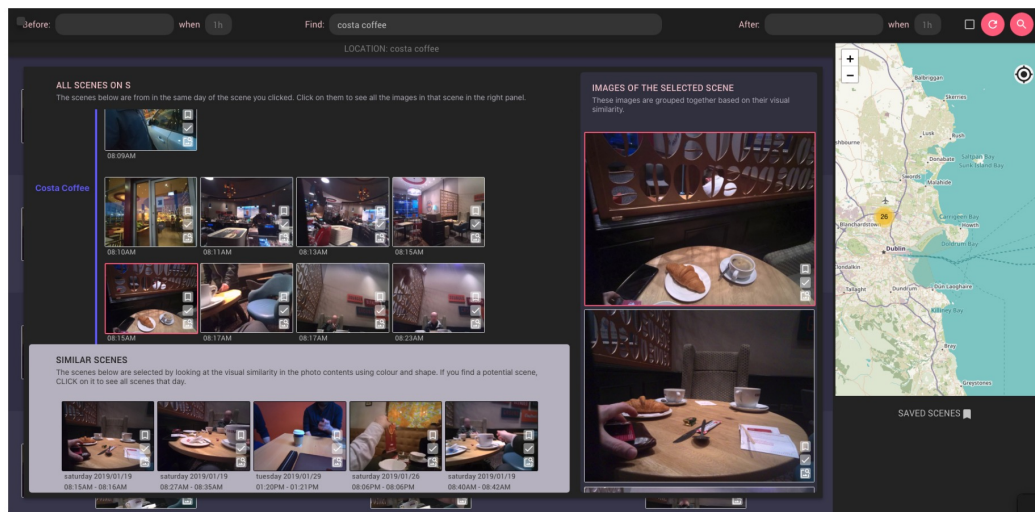 Before:
when
1h
Find:
costa coffee
After:
when
1h
LOCATION: costa coffee
ALL SCENES ON S
The scenes below are from in the same day of the scene you clicked. Click on them to see all the images in that scene in the right panel.
08:09AM
Costa Coffee
08:10AM
08:11AM
08:13AM
08:15AM
08:15AM
08:17AM
08:17AM
08:23AM
SIMILAR SCENES
The scenes below are selected by looking at the visual similarity in the photo contents using colour and shape. If you find a potential scene,
CLICK on it to see all scenes that day.
saturday 2019/01/19
08:15AM - 08:16AM
saturday 2019/01/19
08:27AM - 08:35AM
tuesday 2019/01/29
01:20PM - 01:21PM
saturday 2019/01/26
08:06PM - 08:06PM
saturday 2019/01/19
08:40AM - 08:42AM
IMAGES OF THE SELECTED SCENE
These images are grouped together based on their visual
similarity.
+
−
Balbriggan
Skerries
Lusk
Rush
shbourne
Donabate
Saltpan Bay
Swords
Malahide
26
Blanchardstown
Howth
Dublin
Dondalkin
Dún Laoghaire
Tallaght
Dundrum
Killiney Bay
Bray
Greystones
SAVED SCENES